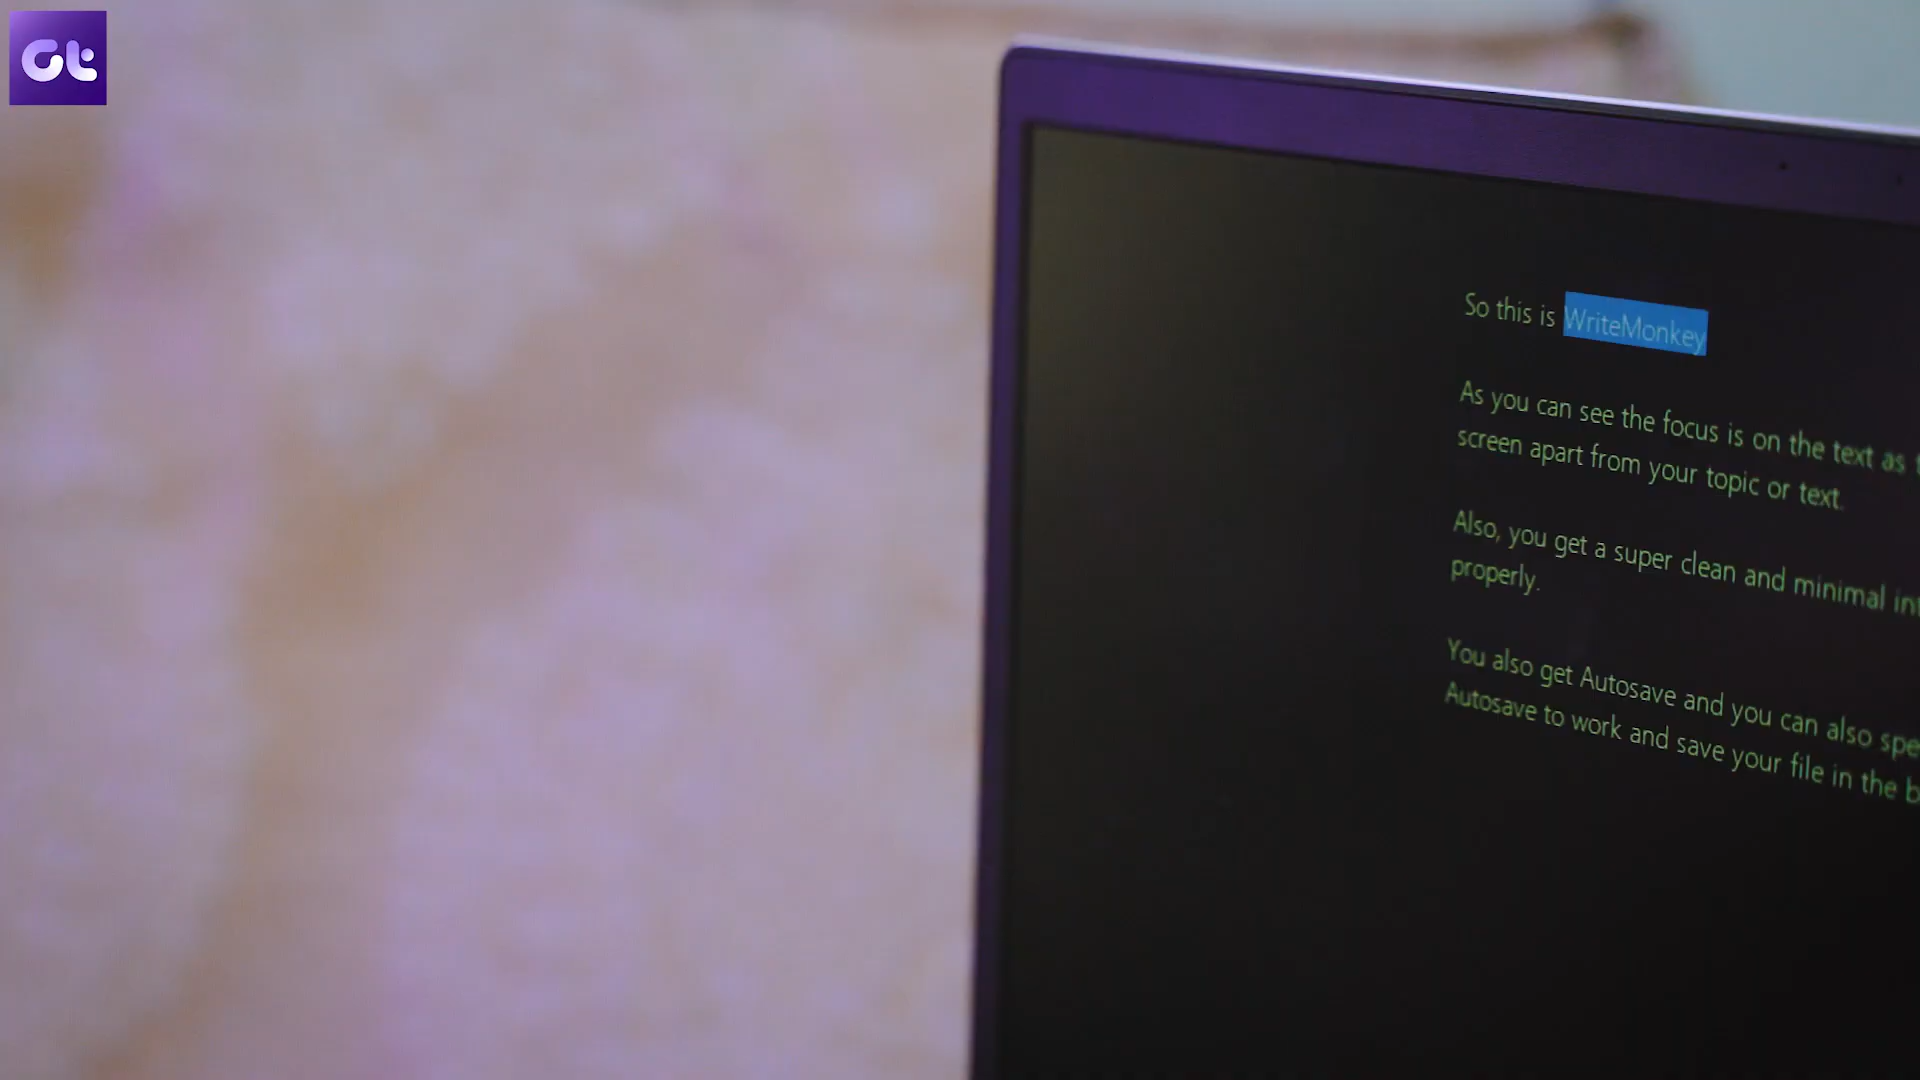 Gt
So this is WriteMonkey
As you can see the focus is on the text as
screen apart from your topic or text.
Also, you get a super clean and minimal
properly.
You also get Autosave and you can also
Autosave to work and save your file in the